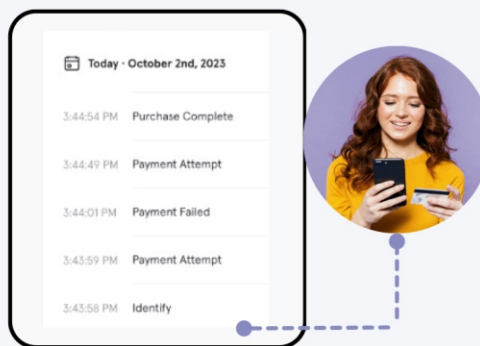 Today · October 2nd, 2023
3:44:54 PM Purchase Complete
3:44:49 PM Payment Attempt
3:44:01 PM Payment Failed
3:43:59 PM Payment Attempt
3:43:58 PM Identify